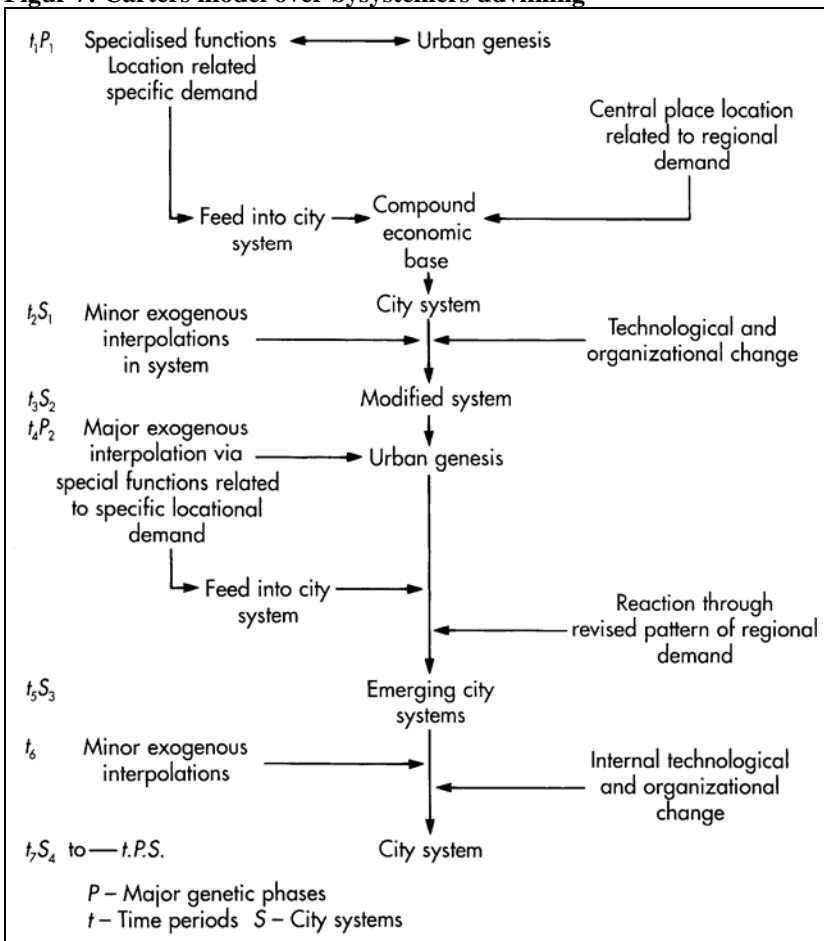 Figur 7: Carters model over bysystemers udvikling
t₁P₁ Specialised functions Urban genesis
Location related
specific demand
Central place location
related to regional
demand
Feed into city
system
Compound
economic
base
t₂S₁ Minor exogenous
interpolations
in system
City system
Technological and
organizational change
t₃S₂ Modified system
t₄P₂ Major exogenous
interpolation via
special functions related
to specific locational
demand
Urban genesis
Feed into city
system
Reaction through
revised pattern of regional
demand
t₅S₃ Emerging city
systems
t₆ Minor exogenous
interpolations
Internal technological
and organizational
change
t₇S₄ to — t.P.S. City system
P – Major genetic phases
t – Time periods S – City systems